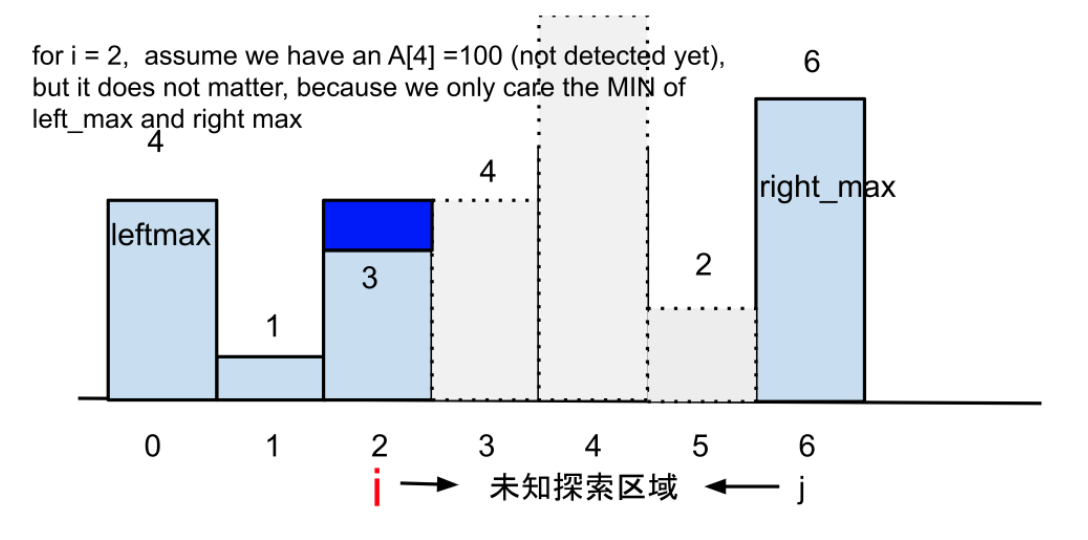 for i = 2,  assume we have an A[4] =100 (not detected yet),
but it does not matter, because we only care the MIN of
left_max and right max
6
4
4
right_max
leftmax
2
3
1
0 1 2 3 4 5 6
i 未知探索区域 j